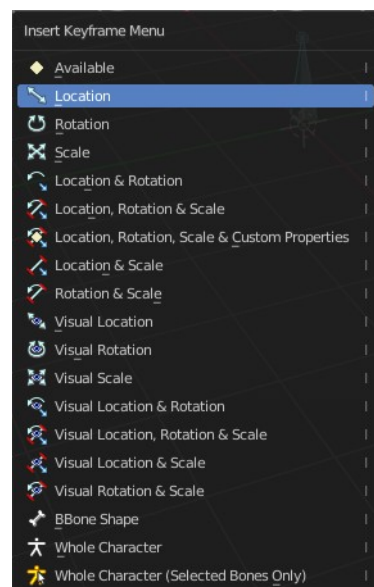 Insert Keyframe Menu
Available
Location
Rotation
Scale
Location & Rotation
Location, Rotation & Scale
Location, Rotation, Scale & Custom Properties
Location & Scale
Rotation & Scale
Visual Location
Visual Rotation
Visual Scale
Visual Location & Rotation
Visual Location, Rotation & Scale
Visual Location & Scale
Visual Rotation & Scale
BBone Shape
Whole Character
Whole Character (Selected Bones Only)